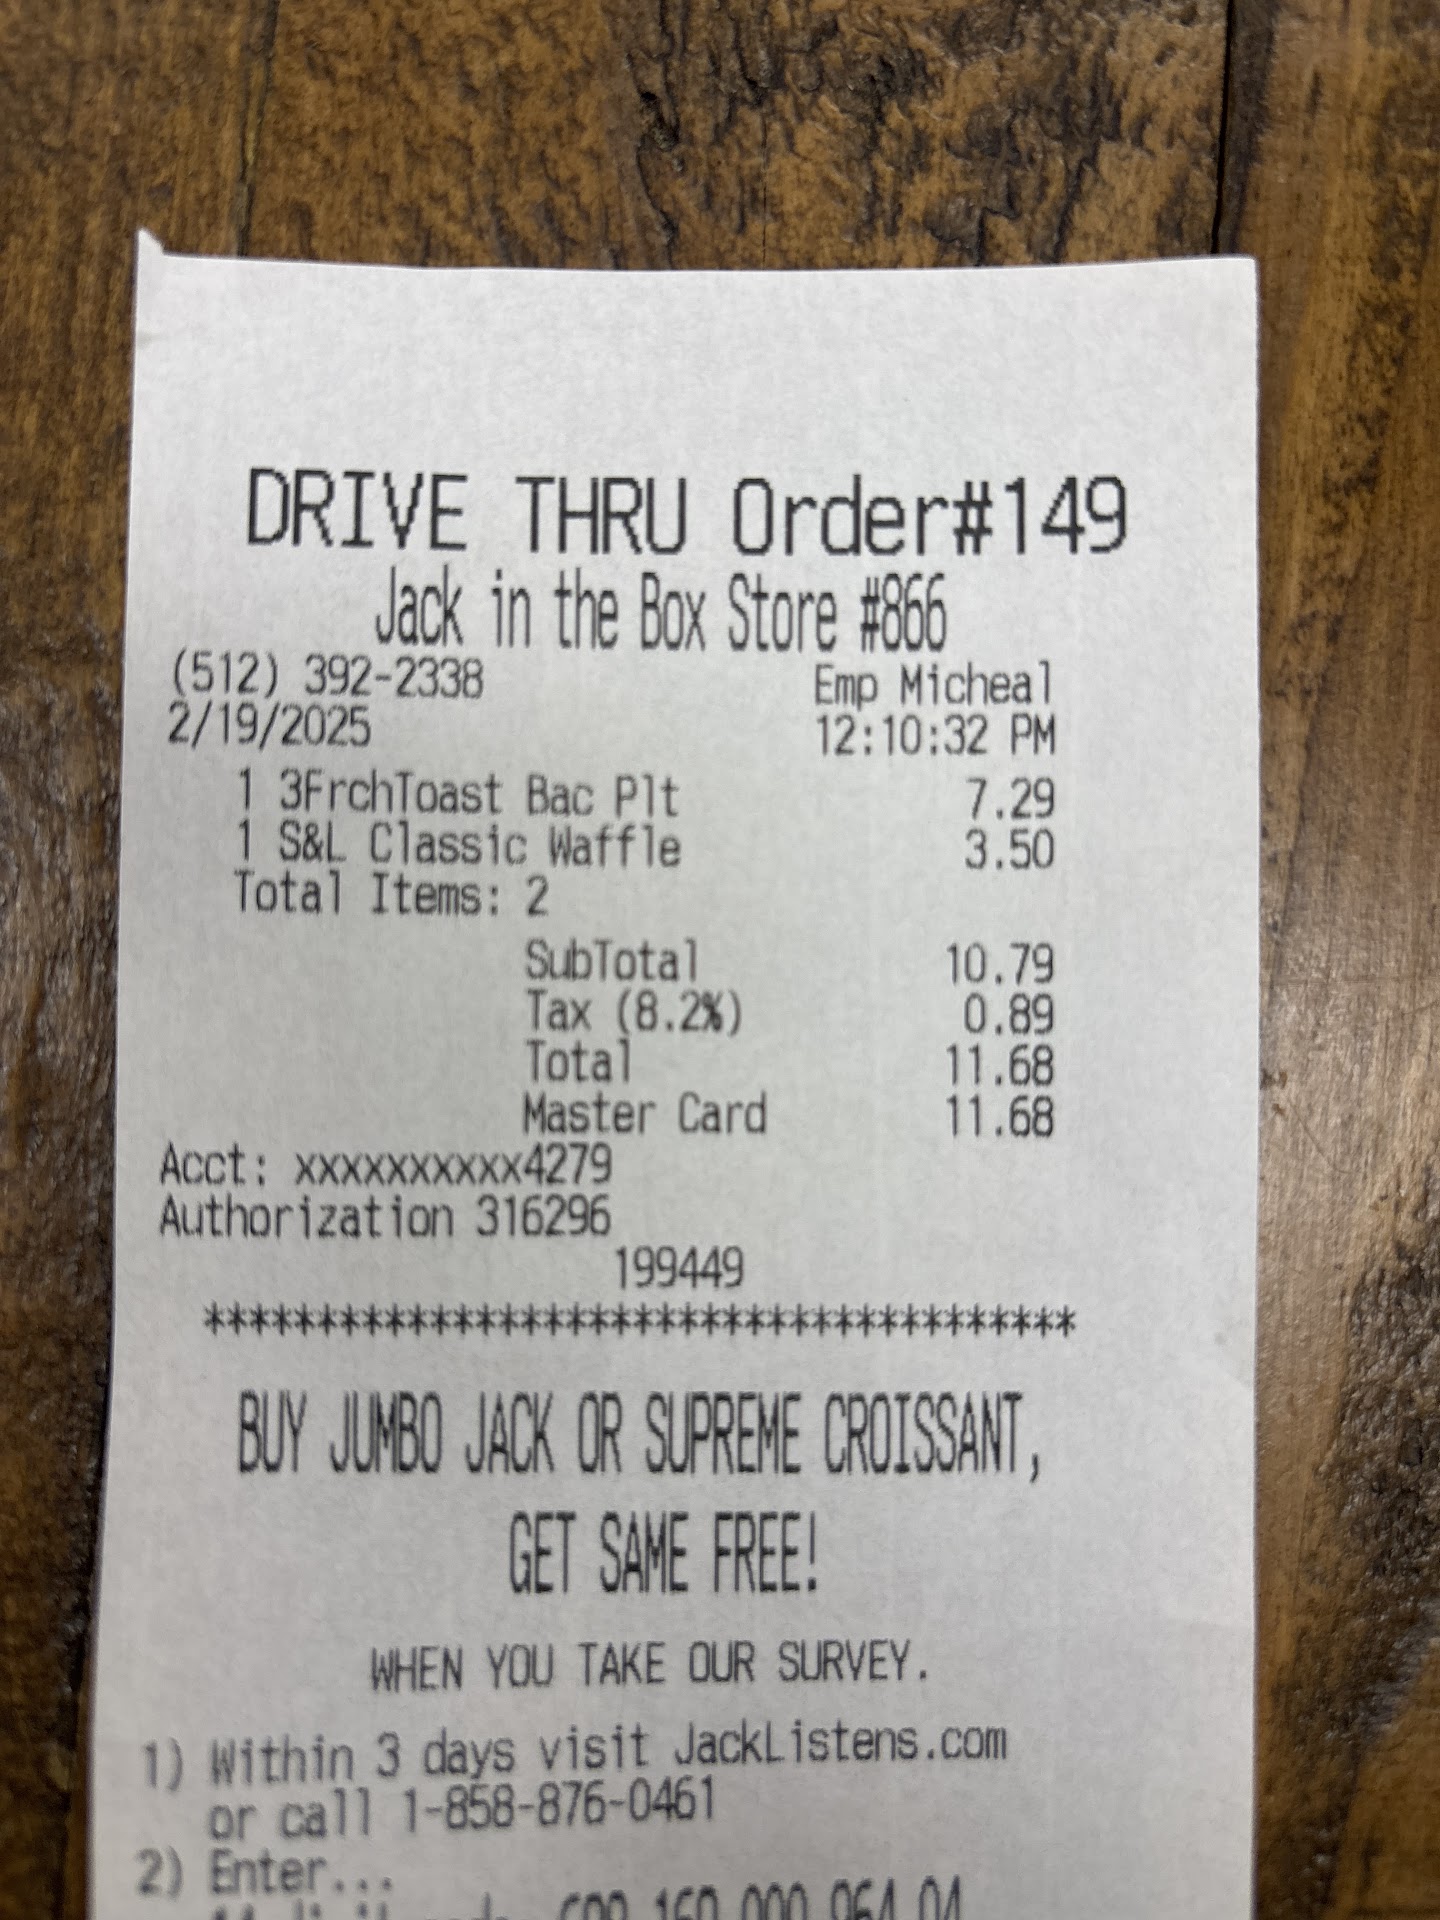 DRIVE THRU Order#149
Jack in the Box Store #866
(512) 392-2338 Emp Micheal
2/19/2025 12:10:32 PM
1 3FrchToast Bac Plt 7.29
1 S&L Classic Waffle 3.50
Total Items: 2
SubTotal 10.79
Tax (8.2%) 0.89
Total 11.68
Master Card 11.68
Acct: xxxxxxxxxx4279
Authorization 316296
199449
***************************************
BUY JUMBO JACK OR SUPREME CROISSANT,
GET SAME FREE!
WHEN YOU TAKE OUR SURVEY.
1) Within 3 days visit JackListens.com
or call 1-858-876-0461
2) Enter...